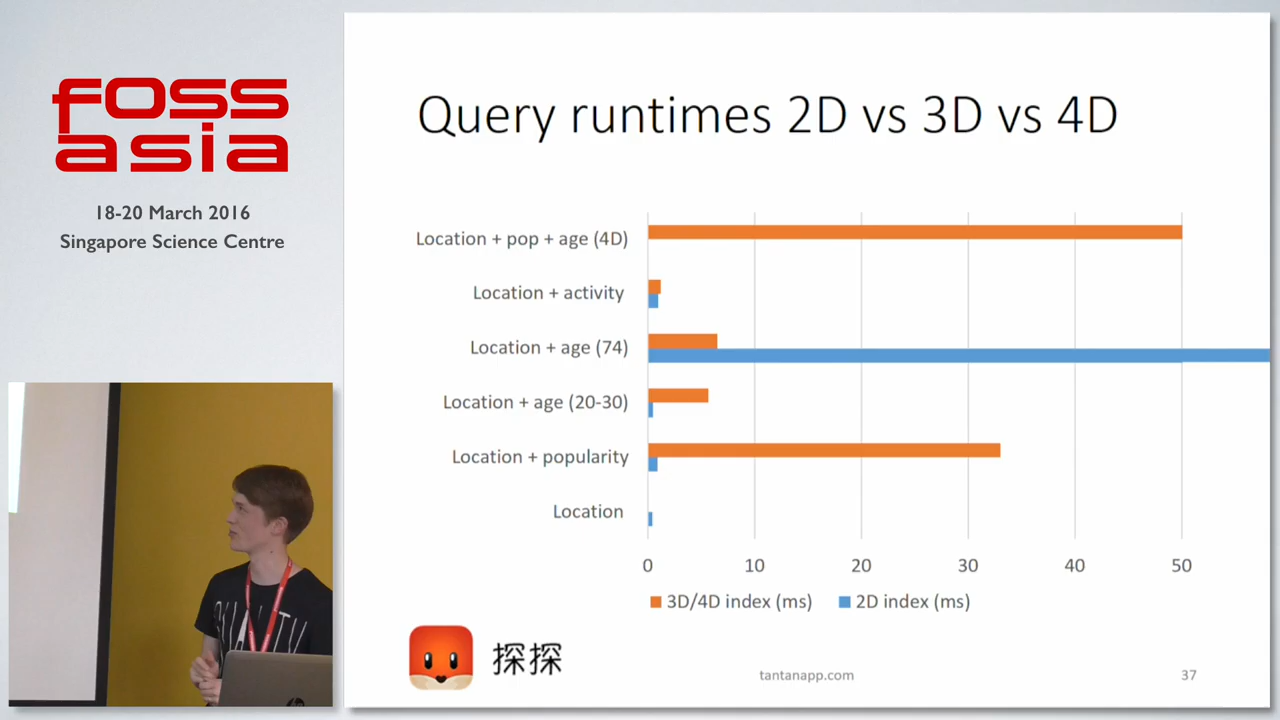 foss
asia
18-20 March 2016
Singapore Science Centre
Query runtimes 2D vs 3D vs 4D
Location + pop + age (4D)
Location + activity
Location + age (74)
Location + age (20-30)
Location + popularity
Location
0 10 20 30 40 50
3D/4D index (ms) 2D index (ms)
探探
tantanapp.com
37
hp